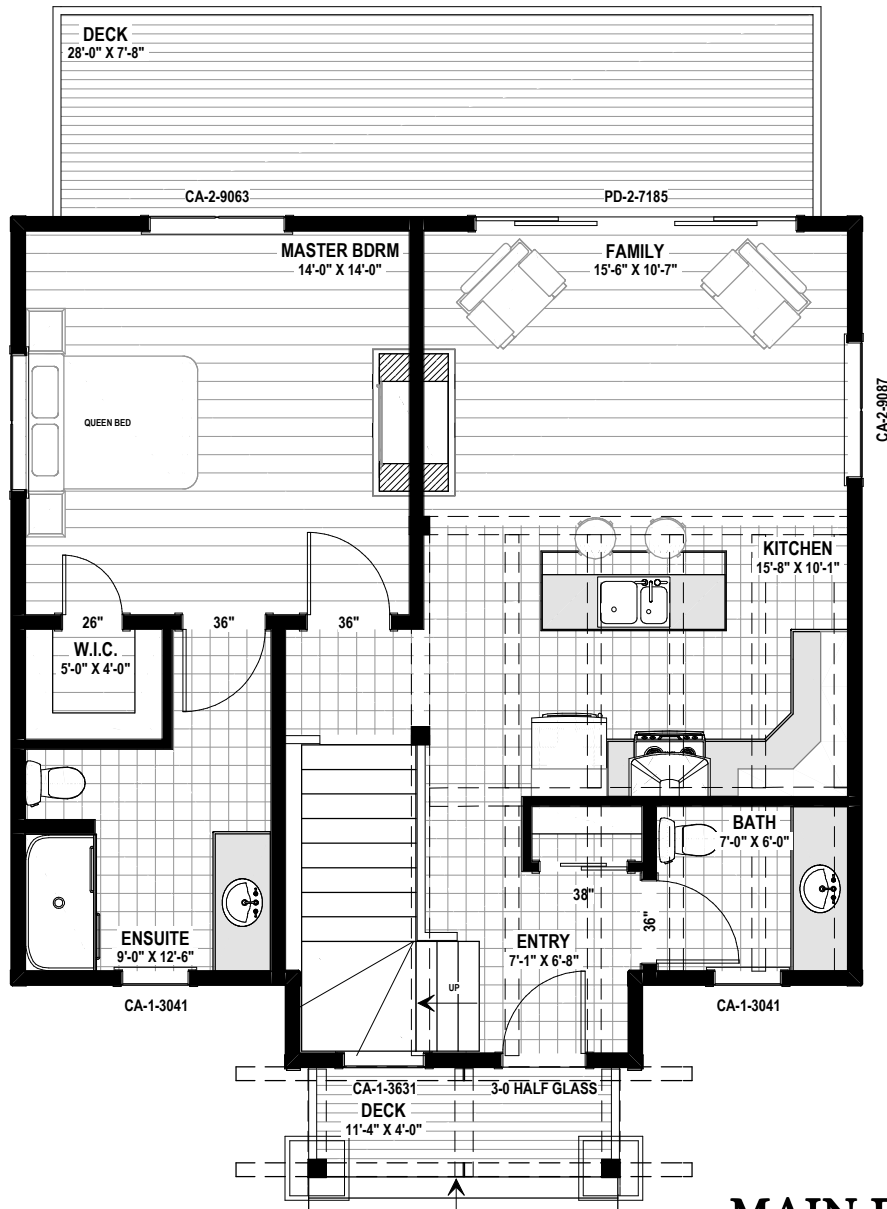 DECK
28'-0" X 7'-8"
CA-2-9063
PD-2-7185
MASTER BDRM
14'-0" X 14'-0"
FAMILY
15'-6" X 10'-7"
CA-2-9087
QUEEN BED
KITCHEN
15'-8" X 10'-1"
26"
36"
36"
W.I.C.
5'-0" X 4'-0"
BATH
7'-0" X 6'-0"
38"
36"
ENSUITE
9'-0" X 12'-6"
ENTRY
7'-1" X 6'-8"
UP
CA-1-3041
CA-1-3041
CA-1-3631
3-0 HALF GLASS
DECK
11'-4" X 4'-0"
MAIN